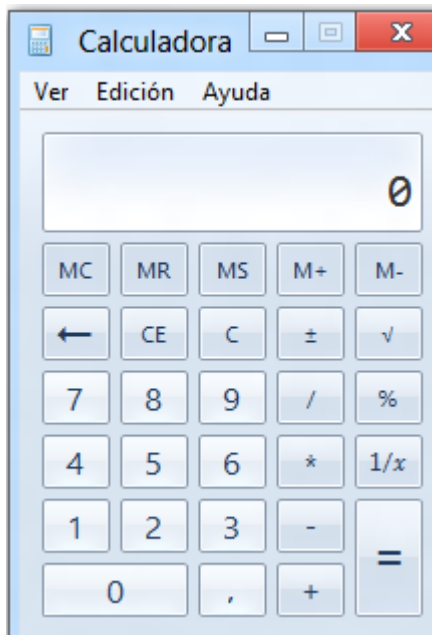 Calculadora
Ver Edición Ayuda
0
MC MR MS M+ M-
← CE C ± √
7 8 9 / %
4 5 6 * 1/x
1 2 3 - =
0 , +